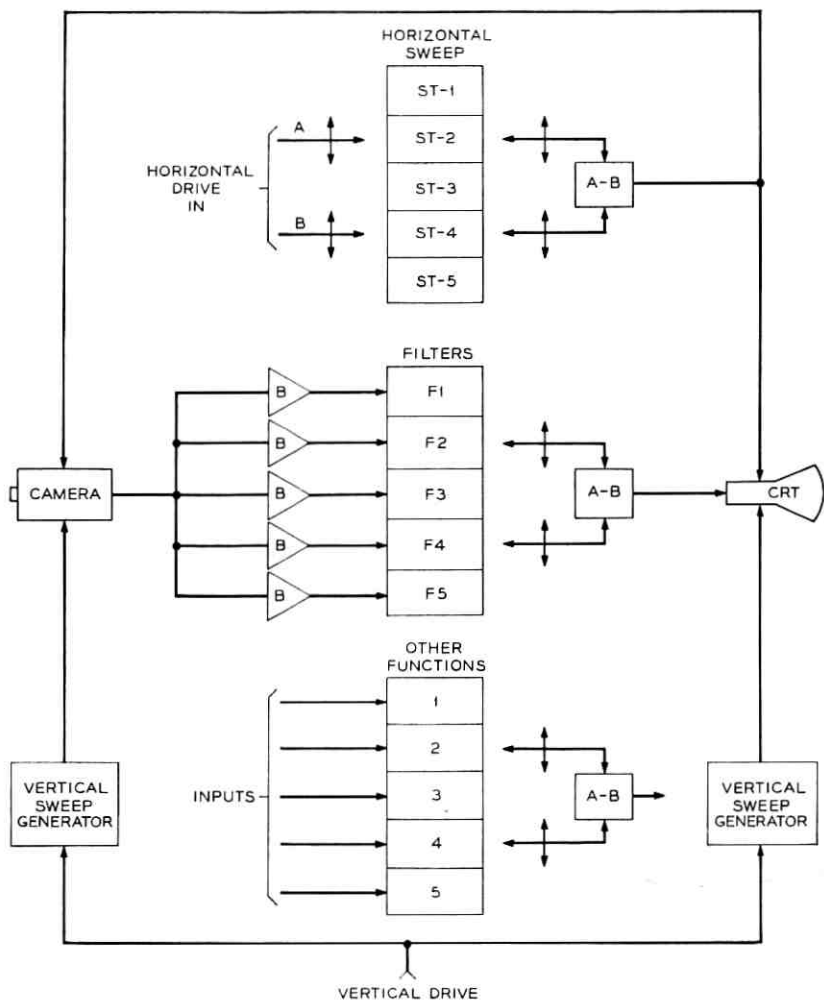 HORIZONTAL
SWEEP
ST-1
A
ST-2
HORIZONTAL
DRIVE
IN
ST-3
A-B
B
ST-4
ST-5
FILTERS
B
F1
B
F2
CAMERA
B
F3
A-B
CRT
B
F4
B
F5
OTHER
FUNCTIONS
1
2
VERTICAL
SWEEP
GENERATOR
INPUTS
3
A-B
VERTICAL
SWEEP
GENERATOR
4
5
VERTICAL DRIVE